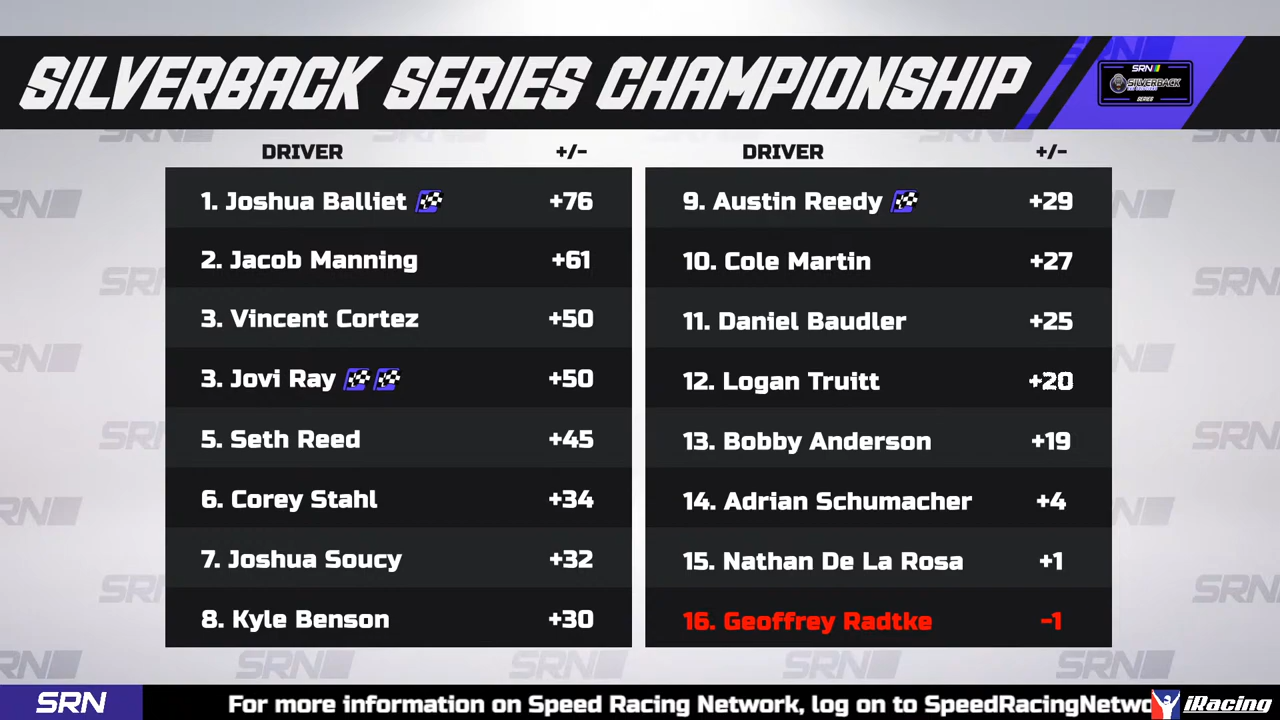 SILVERBACK SERIES CHAMPIONSHIP
SRN
SILVERBACK
SERIES
DRIVER +/-
1. Joshua Balliet +76
2. Jacob Manning +61
3. Vincent Cortez +50
3. Jovi Ray +50
5. Seth Reed +45
6. Corey Stahl +34
7. Joshua Soucy +32
8. Kyle Benson +30
DRIVER +/-
9. Austin Reedy +29
10. Cole Martin +27
11. Daniel Baudler +25
12. Logan Truitt +20
13. Bobby Anderson +19
14. Adrian Schumacher +4
15. Nathan De La Rosa +1
16. Geoffrey Radtke -1
SRN
For more information on Speed Racing Network, log on to SpeedRacingNetwo
iRacing